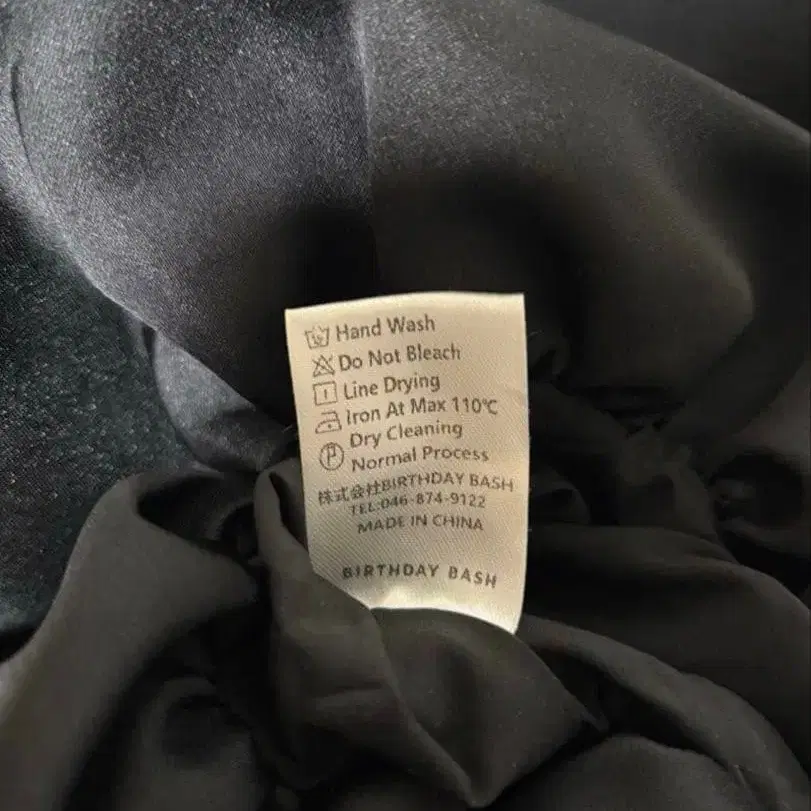 Hand Wash
Do Not Bleach
Line Drying
Iron At Max 110℃
Dry Cleaning
P Normal Process
株式会社BIRTHDAY BASH
TEL:046-874-9122
MADE IN CHINA
BIRTHDAY BASH